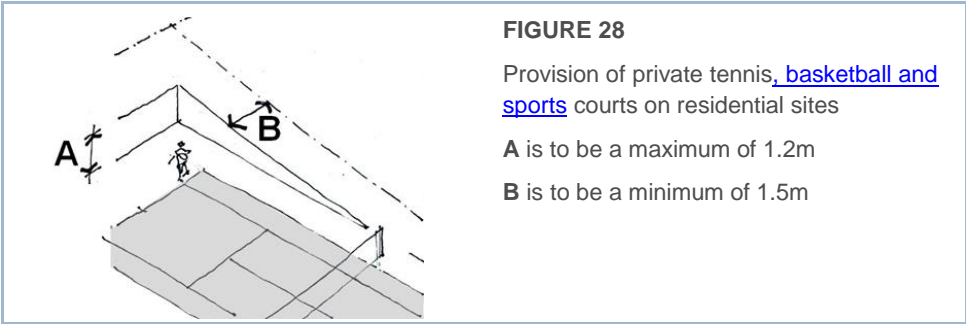 A
B
FIGURE 28
Provision of private tennis, basketball and
sports courts on residential sites
A is to be a maximum of 1.2m
B is to be a minimum of 1.5m